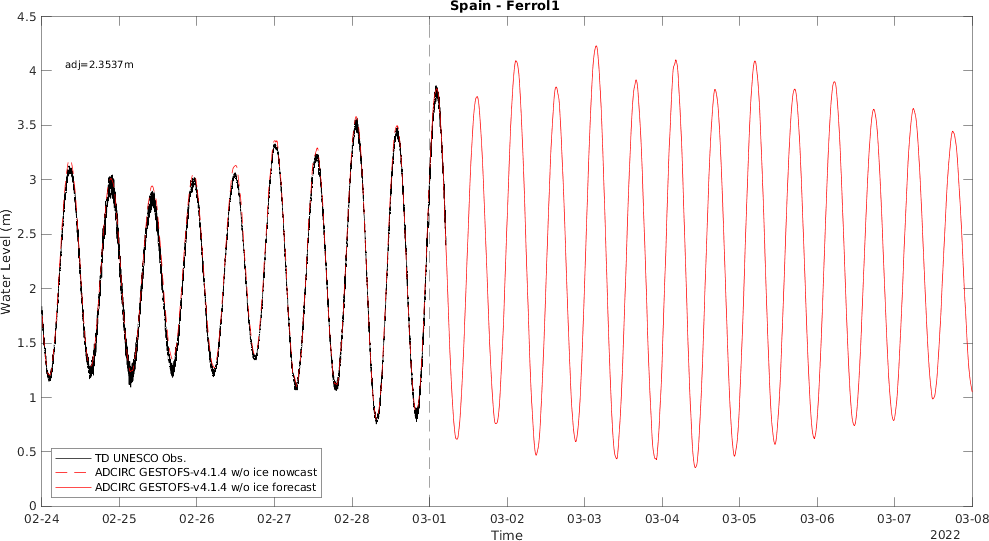 Spain - Ferrol1
4.5
adj=2.3537m
4
3.5
3
2.5
2
1.5
1
0.5
0
Water Level (m)
TD UNESCO Obs.
ADCIRC GESTOFS-v4.1.4 w/o ice nowcast
ADCIRC GESTOFS-v4.1.4 w/o ice forecast
02-24 02-25 02-26 02-27 02-28 03-01 03-02 03-03 03-04 03-05 03-06 03-07 03-08
Time
2022